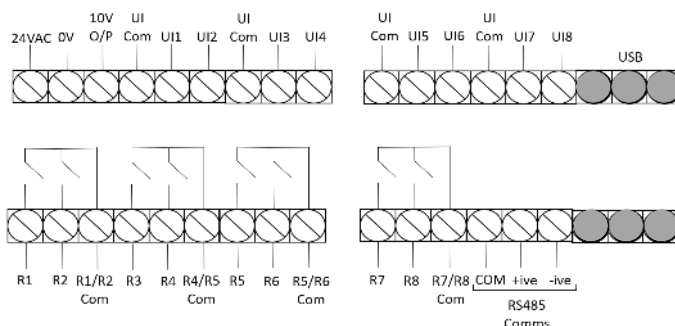 10V UI UI UI UI
24VAC 0V O/P Com UI1 UI2 Com UI3 UI4 Com UI5 UI6 Com UI7 UI8 USB
R1 R2 R1/R2 R3 R4 R4/R5 R5 R6 R5/R6 R7 R8 R7/R8 COM +ive -ive
Com Com Com Com
RS485
Comms